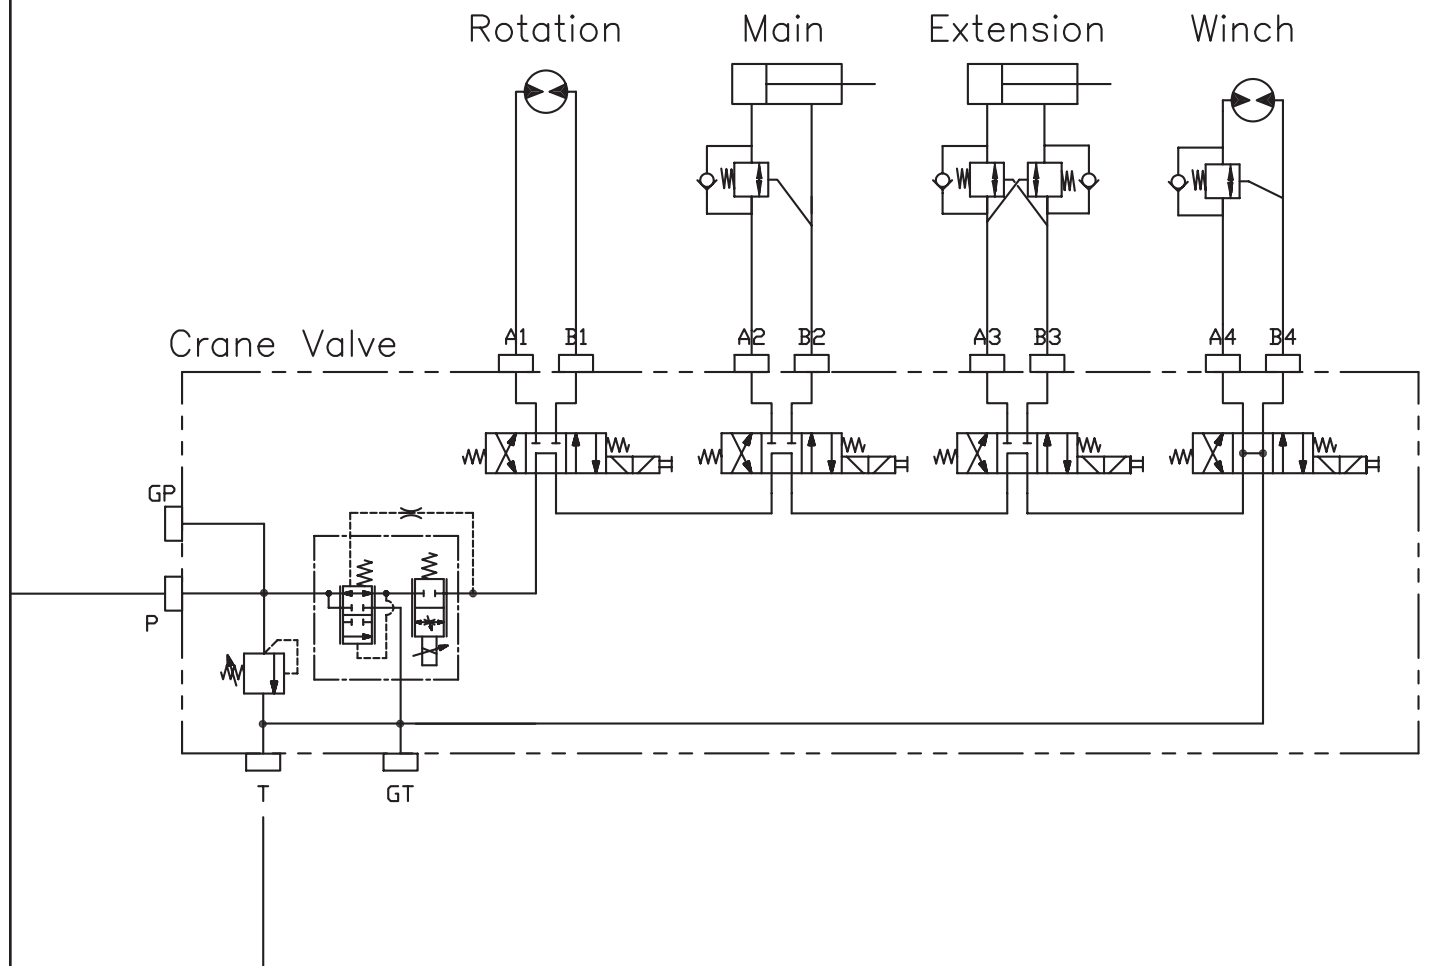 Rotation Main Extension Winch
A1 B1 A2 B2 A3 B3 A4 B4
Crane Valve
GP
P
T GT